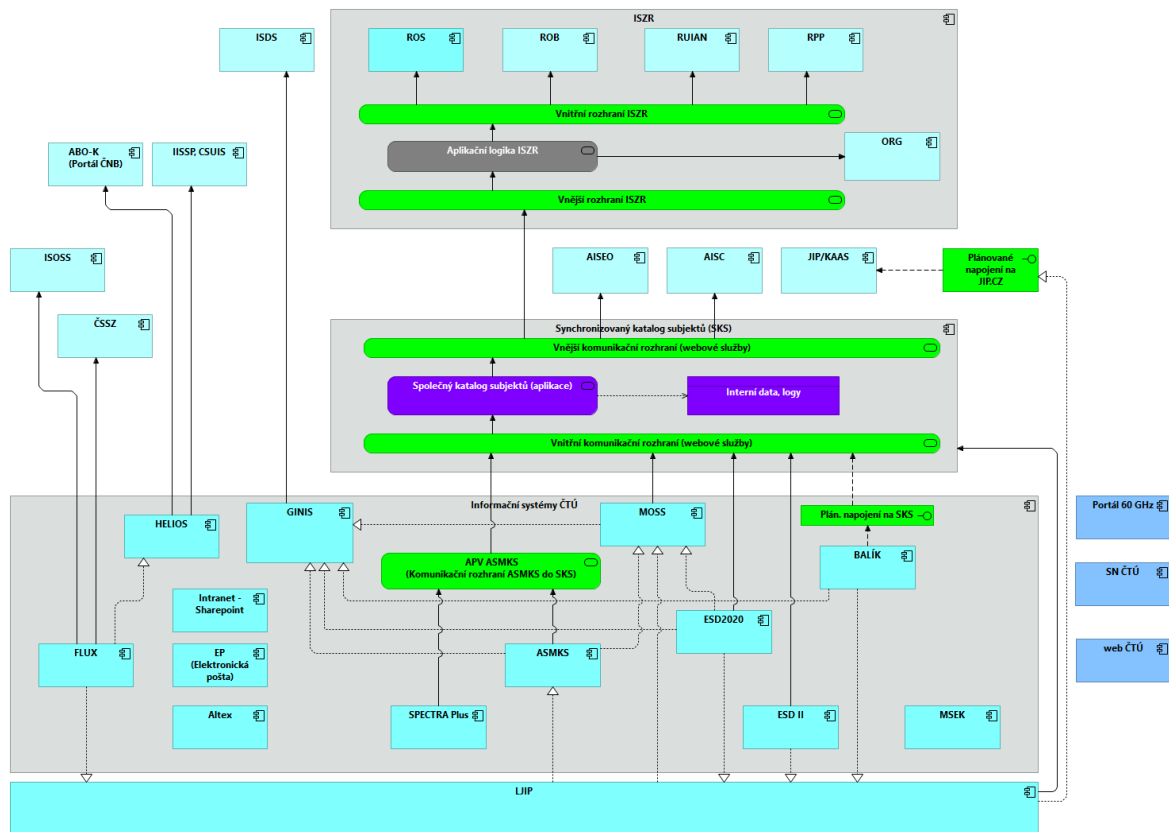 ISZR
ISDS
ROS
ROB
RUIAN
RPP
Vnitřní rozhraní ISZR
ABO-K
(Portál ČNB)
IISSP, CSUIS
Aplikační logika ISZR
ORG
Vnější rozhraní ISZR
ISOSS
AISEO
AISC
JIP/KAAS
Plánované
napojení na
JIP.CZ
ČSSZ
Synchronizovaný katalog subjektů (SKS)
Vnější komunikační rozhraní (webové služby)
Společný katalog subjektů (aplikace)
Interní data, logy
Vnitřní komunikační rozhraní (webové služby)
Informační systémy ČTÚ
HELIOS
GINIS
MOSS
Plán. napojení na SKS
Portál 60 GHz
BALÍK
APV ASMKS
(Komunikační rozhraní ASMKS do SKS)
SN ČTÚ
Intranet -
Sharepoint
ESD2020
FLUX
EP
(Elektronická
pošta)
ASMKS
web ČTÚ
Altex
SPECTRA Plus
ESD II
MSEK
LJIP